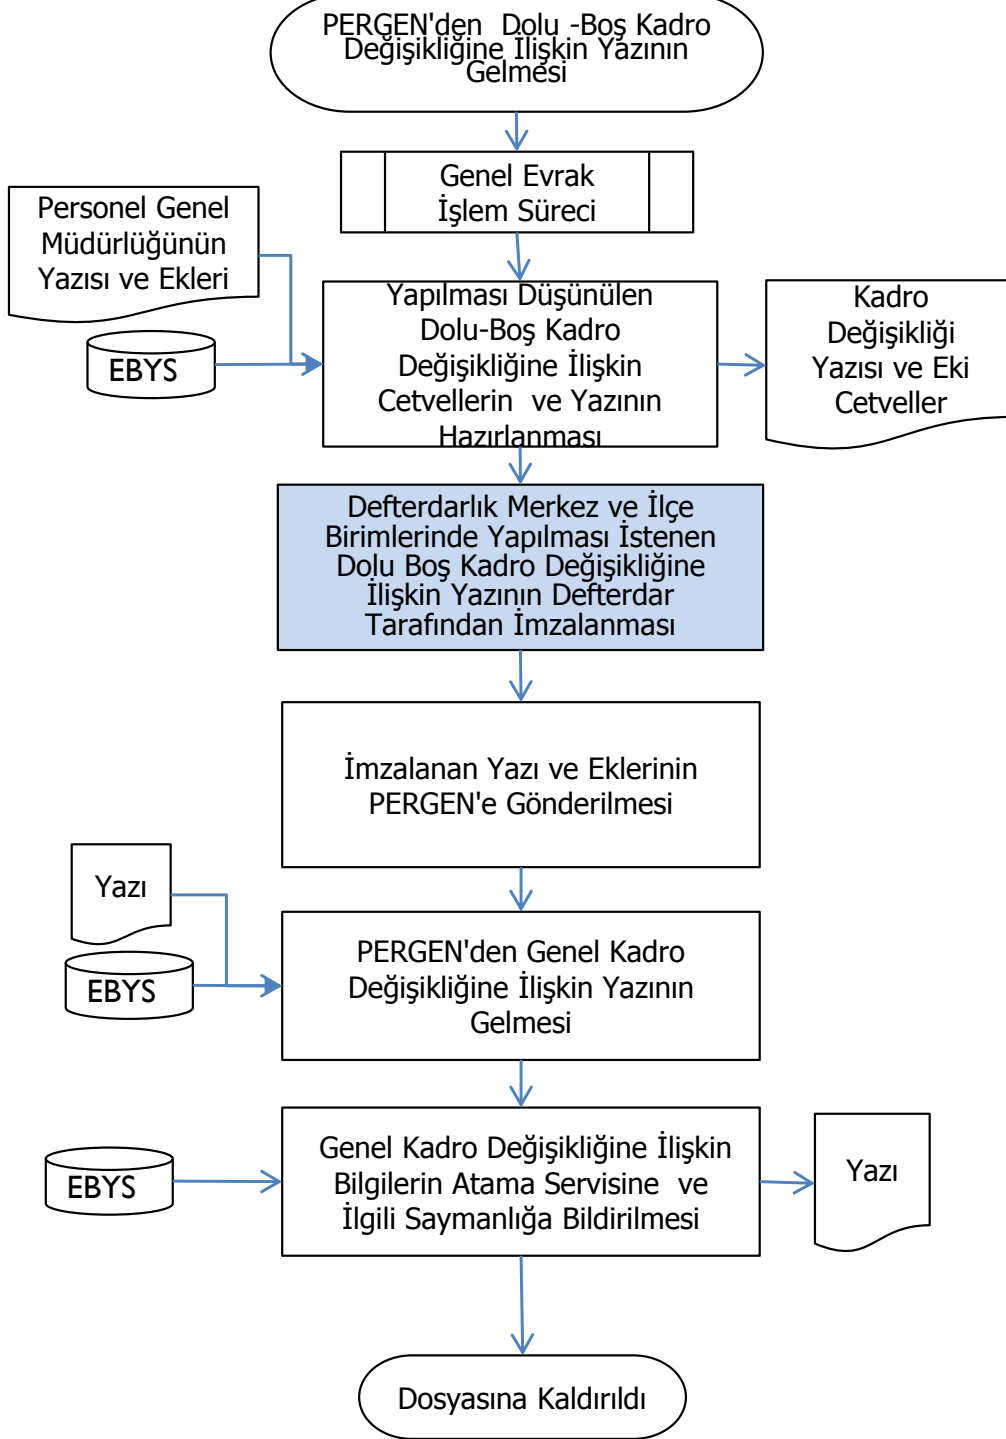 PERGEN'den Dolu -Boş Kadro
Değişikliğine İlişkin Yazının
Gelmesi
Genel Evrak
İşlem Süreci
Personel Genel
Müdürlüğünün
Yazısı ve Ekleri
EBYS
Yapılması Düşünülen
Dolu-Boş Kadro
Değişikliğine İlişkin
Cetvellerin ve Yazının
Hazırlanması
Kadro
Değişikliği
Yazısı ve Eki
Cetveller
Defterdarlık Merkez ve İlçe
Birimlerinde Yapılması İstenen
Dolu Boş Kadro Değişikliğine
İlişkin Yazının Defterdar
Tarafından İmzalanması
İmzalanan Yazı ve Eklerinin
PERGEN'e Gönderilmesi
Yazı
EBYS
PERGEN'den Genel Kadro
Değişikliğine İlişkin Yazının
Gelmesi
EBYS
Genel Kadro Değişikliğine İlişkin
Bilgilerin Atama Servisine ve
İlgili Saymanlığa Bildirilmesi
Yazı
Dosyasına Kaldırıldı